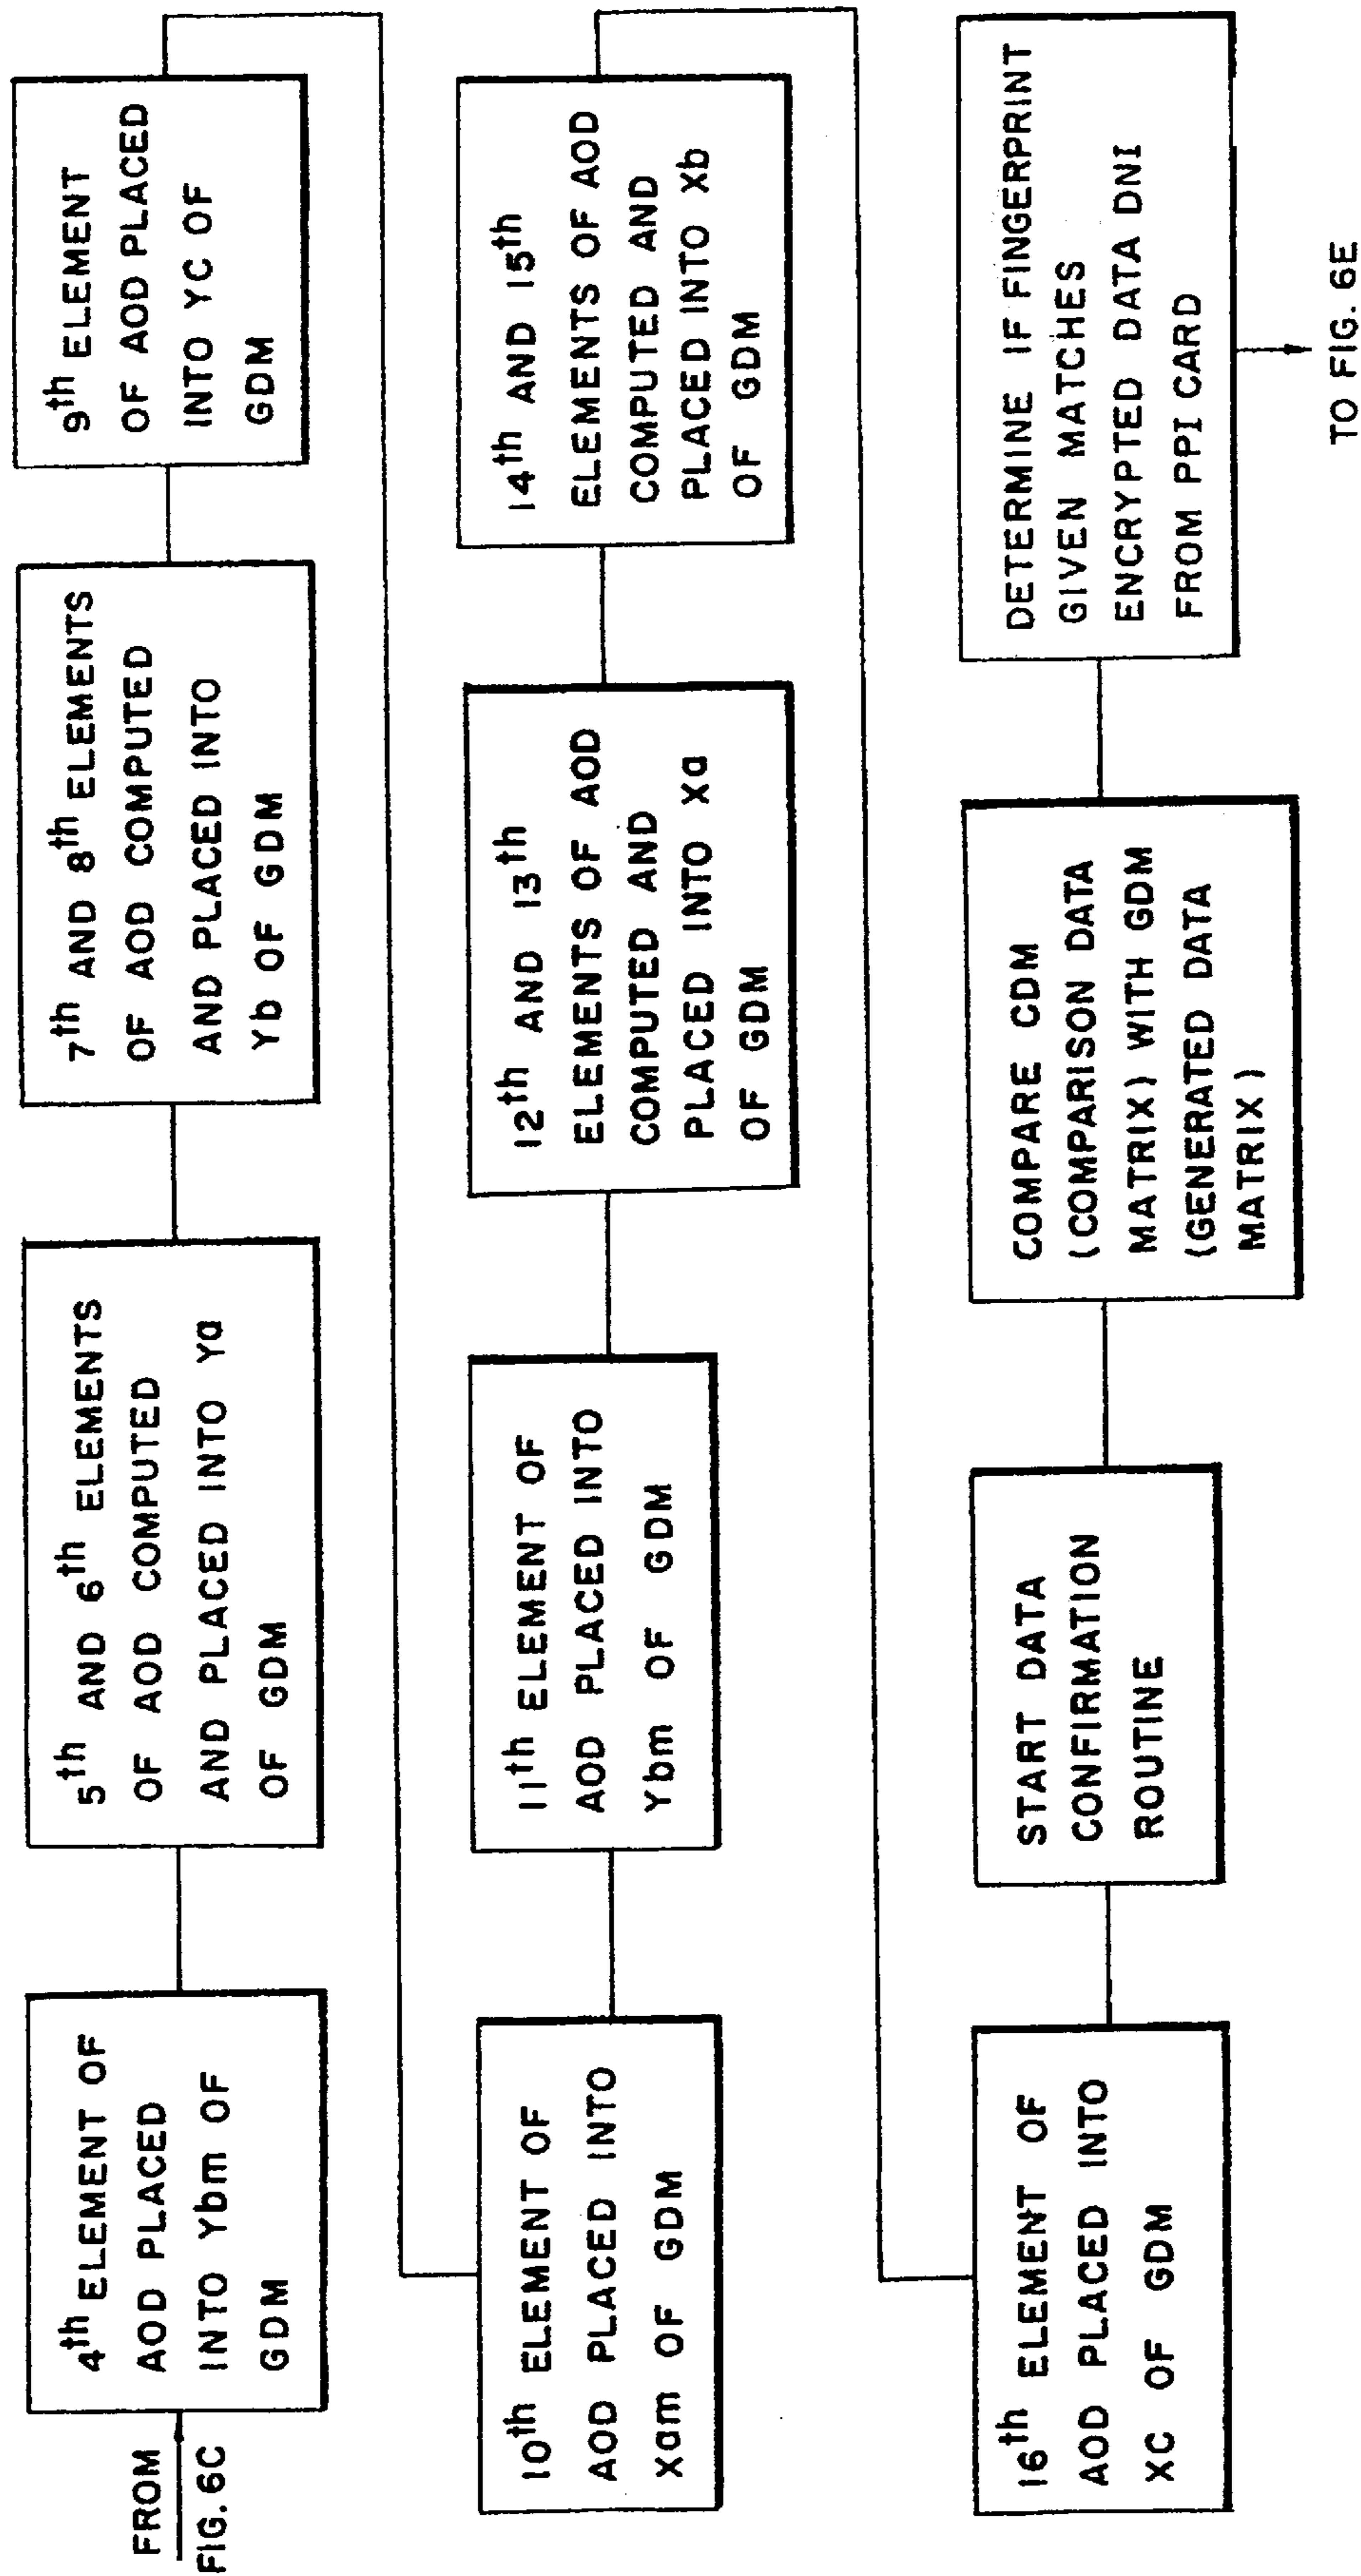 FROM
FIG. 6C
4th ELEMENT OF
AOD PLACED
INTO Ybm OF
GDM
5th AND 6th ELEMENTS
OF AOD COMPUTED
AND PLACED INTO Ya
OF GDM
7th AND 8th ELEMENTS
OF AOD COMPUTED
AND PLACED INTO
Yb OF GDM
9th ELEMENT
OF AOD PLACED
INTO YC OF
GDM
10th ELEMENT OF
AOD PLACED INTO
Xam OF GDM
11th ELEMENT OF
AOD PLACED INTO
Ybm OF GDM
12th AND 13th
ELEMENTS OF AOD
COMPUTED AND
PLACED INTO Xa
OF GDM
14th AND 15th
ELEMENTS OF AOD
COMPUTED AND
PLACED INTO Xb
OF GDM
16th ELEMENT OF
AOD PLACED INTO
XC OF GDM
START DATA
CONFIRMATION
ROUTINE
COMPARE CDM
(COMPARISON DATA
MATRIX) WITH GDM
(GENERATED DATA
MATRIX)
DETERMINE IF FINGERPRINT
GIVEN MATCHES
ENCRYPTED DATA DNI
FROM PPI CARD
TO FIG. 6E